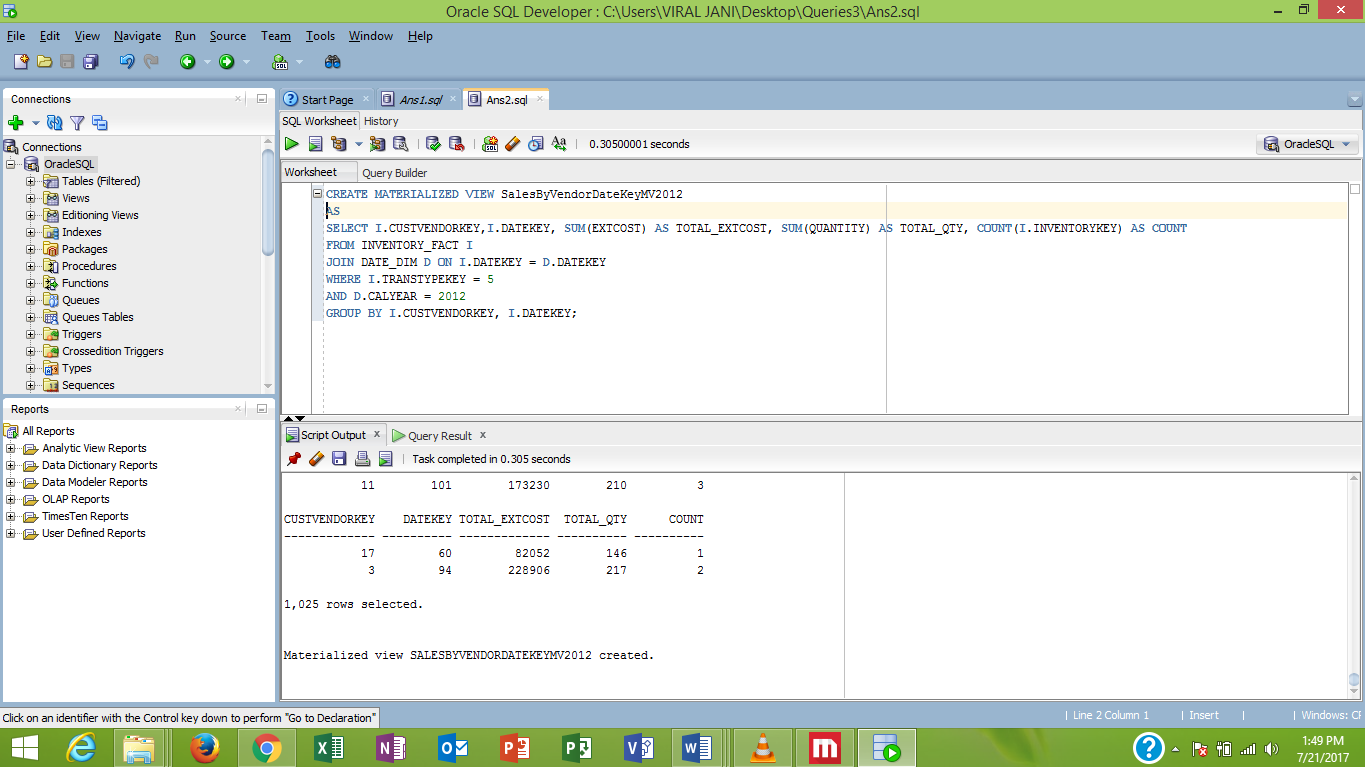 Oracle SQL Developer : C:\Users\VIRAL JANI\Desktop\Queries3\Ans2.sql
File Edit View Navigate Run Source Team Tools Window Help
Connections
Connections
OracleSQL
Tables (Filtered)
Views
Editioning Views
Indexes
Packages
Procedures
Functions
Queues
Queues Tables
Triggers
Crossedition Triggers
Types
Sequences
Reports
All Reports
Analytic View Reports
Data Dictionary Reports
Data Modeler Reports
OLAP Reports
TimesTen Reports
User Defined Reports
Start Page Ans1.sql Ans2.sql
SQL Worksheet History
0.30500001 seconds
OracleSQL
Worksheet Query Builder
CREATE MATERIALIZED VIEW SalesByVendorDateKeyMV2012
AS
SELECT I.CUSTVENDORKEY,I.DATEKEY, SUM(EXTCOST) AS TOTAL_EXTCOST, SUM(QUANTITY) AS TOTAL_QTY, COUNT(I.INVENTORYKEY) AS COUNT
FROM INVENTORY_FACT I
JOIN DATE_DIM D ON I.DATEKEY = D.DATEKEY
WHERE I.TRANSTYPEKEY = 5
AND D.CALYEAR = 2012
GROUP BY I.CUSTVENDORKEY, I.DATEKEY;
Script Output x Query Result x
Task completed in 0.305 seconds
11 101 173230 210 3
CUSTVENDORKEY DATEKEY TOTAL_EXTCOST TOTAL_QTY COUNT
------------- ---------- ------------- ---------- ----------
17 60 82052 146 1
3 94 228906 217 2
1,025 rows selected.
Materialized view SALESBYVENDORDATEKEYMV2012 created.
Click on an identifier with the Control key down to perform "Go to Declaration"
Line 2 Column 1 Insert Windows: CF
1:49 PM
7/21/2017